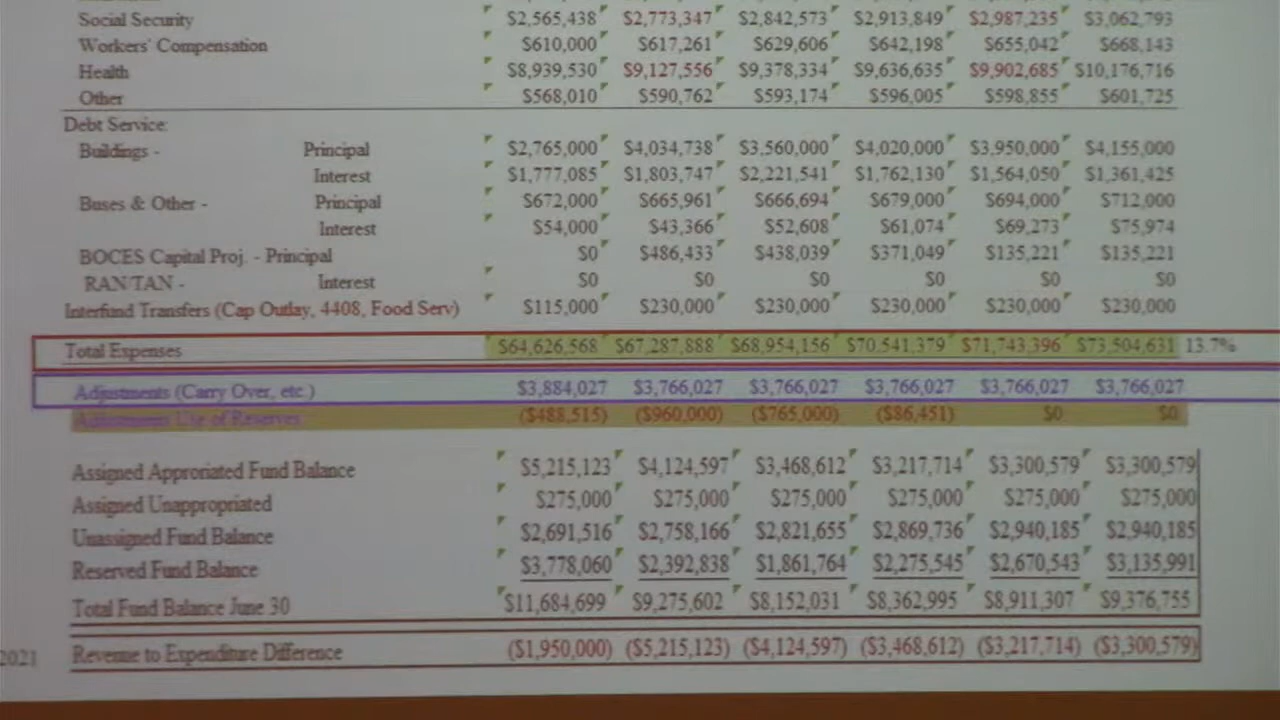 Social Security $2,565,438 $2,773,347 $2,842,573 $2,913,849 $2,987,235 $3,062,793
Workers' Compensation $610,000 $617,261 $629,606 $642,198 $655,042 $668,143
Health $8,939,530 $9,127,556 $9,378,334 $9,636,635 $9,902,685 $10,176,716
Other $568,010 $590,762 $593,174 $596,005 $598,855 $601,725
Debt Service:
Buildings - Principal $2,765,000 $4,034,738 $3,560,000 $4,020,000 $3,950,000 $4,155,000
Interest $1,777,085 $1,803,747 $2,221,541 $1,762,130 $1,564,050 $1,361,425
Buses & Other - Principal $672,000 $665,961 $666,694 $679,000 $694,000 $712,000
Interest $54,000 $43,366 $52,608 $61,074 $69,273 $75,974
BOCES Capital Proj. - Principal $0 $486,433 $438,039 $371,049 $135,221 $135,221
RAN/TAN - Interest $0 $0 $0 $0 $0 $0
Interfund Transfers (Cap Outlay, 4408, Food Serv) $115,000 $230,000 $230,000 $230,000 $230,000 $230,000
Total Expenses $64,626,568 $67,287,888 $68,954,156 $70,541,379 $71,743,396 $73,504,631 13.7%
Adjustments (Carry Over, etc.) $3,884,027 $3,766,027 $3,766,027 $3,766,027 $3,766,027 $3,766,027
Adjustments Use of Reserves ($488,515) ($960,000) ($765,000) ($86,451) $0 $0
Assigned Approriated Fund Balance $5,215,123 $4,124,597 $3,468,612 $3,217,714 $3,300,579 $3,300,579
Assigned Unappropriated $275,000 $275,000 $275,000 $275,000 $275,000 $275,000
Unassigned Fund Balance $2,691,516 $2,758,166 $2,821,655 $2,869,736 $2,940,185 $2,940,185
Reserved Fund Balance $3,778,060 $2,392,838 $1,861,764 $2,275,545 $2,670,543 $3,135,991
Total Fund Balance June 30 $11,684,699 $9,275,602 $8,152,031 $8,362,995 $8,911,307 $9,376,755
2021 Revenue to Expenditure Difference ($1,950,000) ($5,215,123) ($4,124,597) ($3,468,612) ($3,217,714) ($3,300,579)